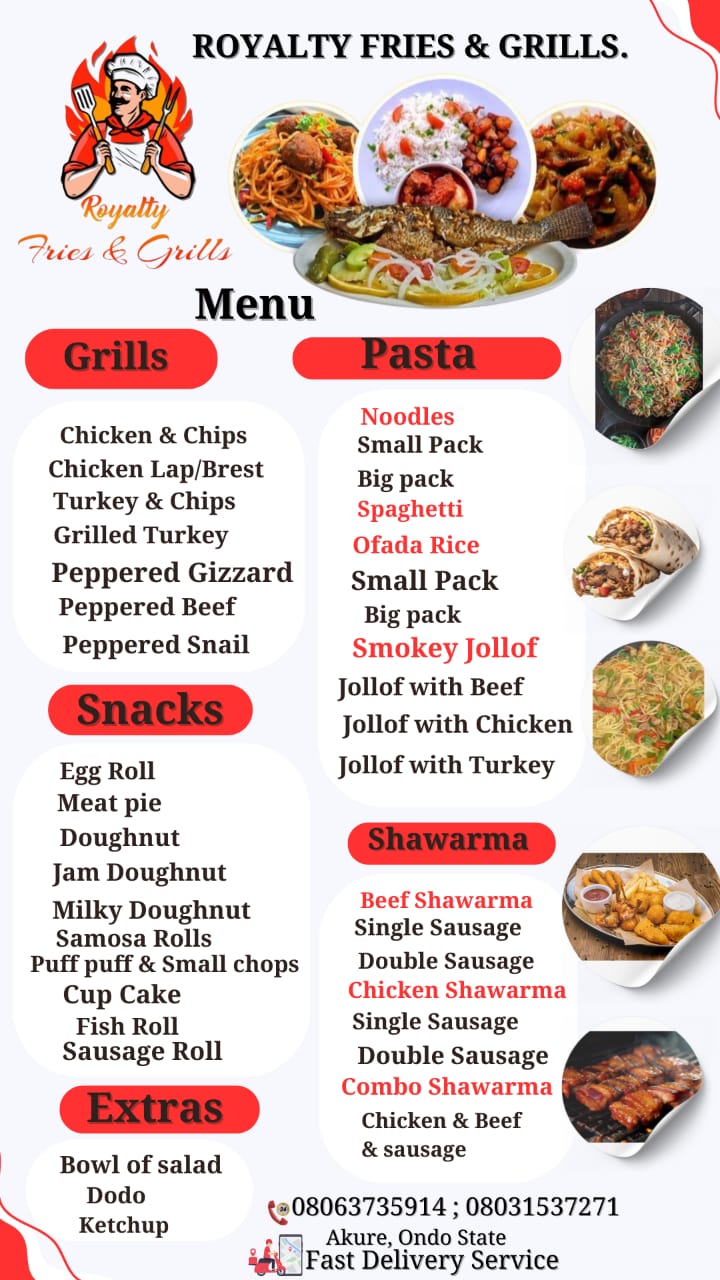 ROYALTY FRIES & GRILLS.
Royalty
Fries & Grills
Menu
Grills
Chicken & Chips
Chicken Lap/Brest
Turkey & Chips
Grilled Turkey
Peppered Gizzard
Peppered Beef
Peppered Snail
Snacks
Egg Roll
Meat pie
Doughnut
Jam Doughnut
Milky Doughnut
Samosa Rolls
Puff puff & Small chops
Cup Cake
Fish Roll
Sausage Roll
Extras
Bowl of salad
Dodo
Ketchup
Pasta
Noodles
Small Pack
Big pack
Spaghetti
Ofada Rice
Small Pack
Big pack
Smokey Jollof
Jollof with Beef
Jollof with Chicken
Jollof with Turkey
Shawarma
Beef Shawarma
Single Sausage
Double Sausage
Chicken Shawarma
Single Sausage
Double Sausage
Combo Shawarma
Chicken & Beef
& sausage
24
08063735914 ; 08031537271
Akure, Ondo State
Fast Delivery Service